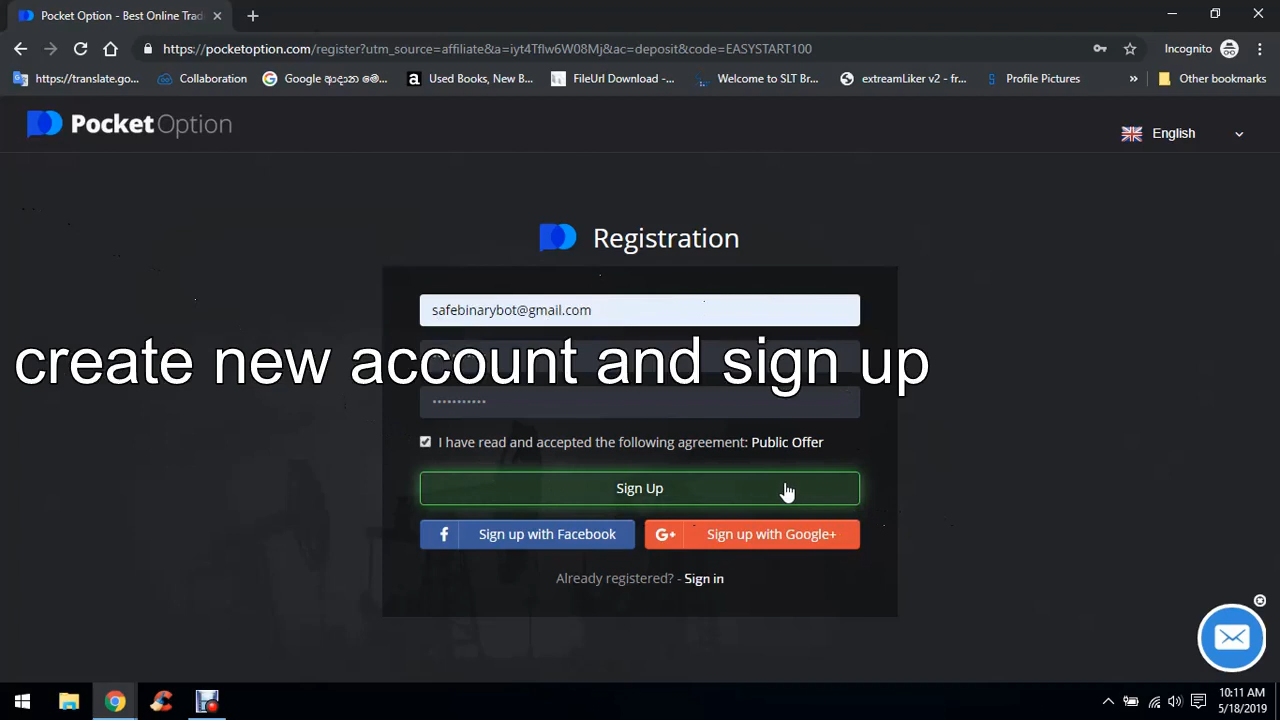 Pocket Option - Best Online Trad
https://pocketoption.com/register?utm_source=affiliate&a=iyt4Tflw6W08Mj&ac=deposit&code=EASYSTART100
Incognito
https://translate.go...
Collaboration
Google ආදාන මෙ...
Used Books, New B...
FileUrl Download -...
Welcome to SLT Br...
extreamLiker v2 - fr...
Profile Pictures
Other bookmarks
PocketOption
English
Registration
safebinarybot@gmail.com
create new account and sign up
I have read and accepted the following agreement: Public Offer
Sign Up
Sign up with Facebook
G+ Sign up with Google+
Already registered? - Sign in
10:11 AM
5/18/2019